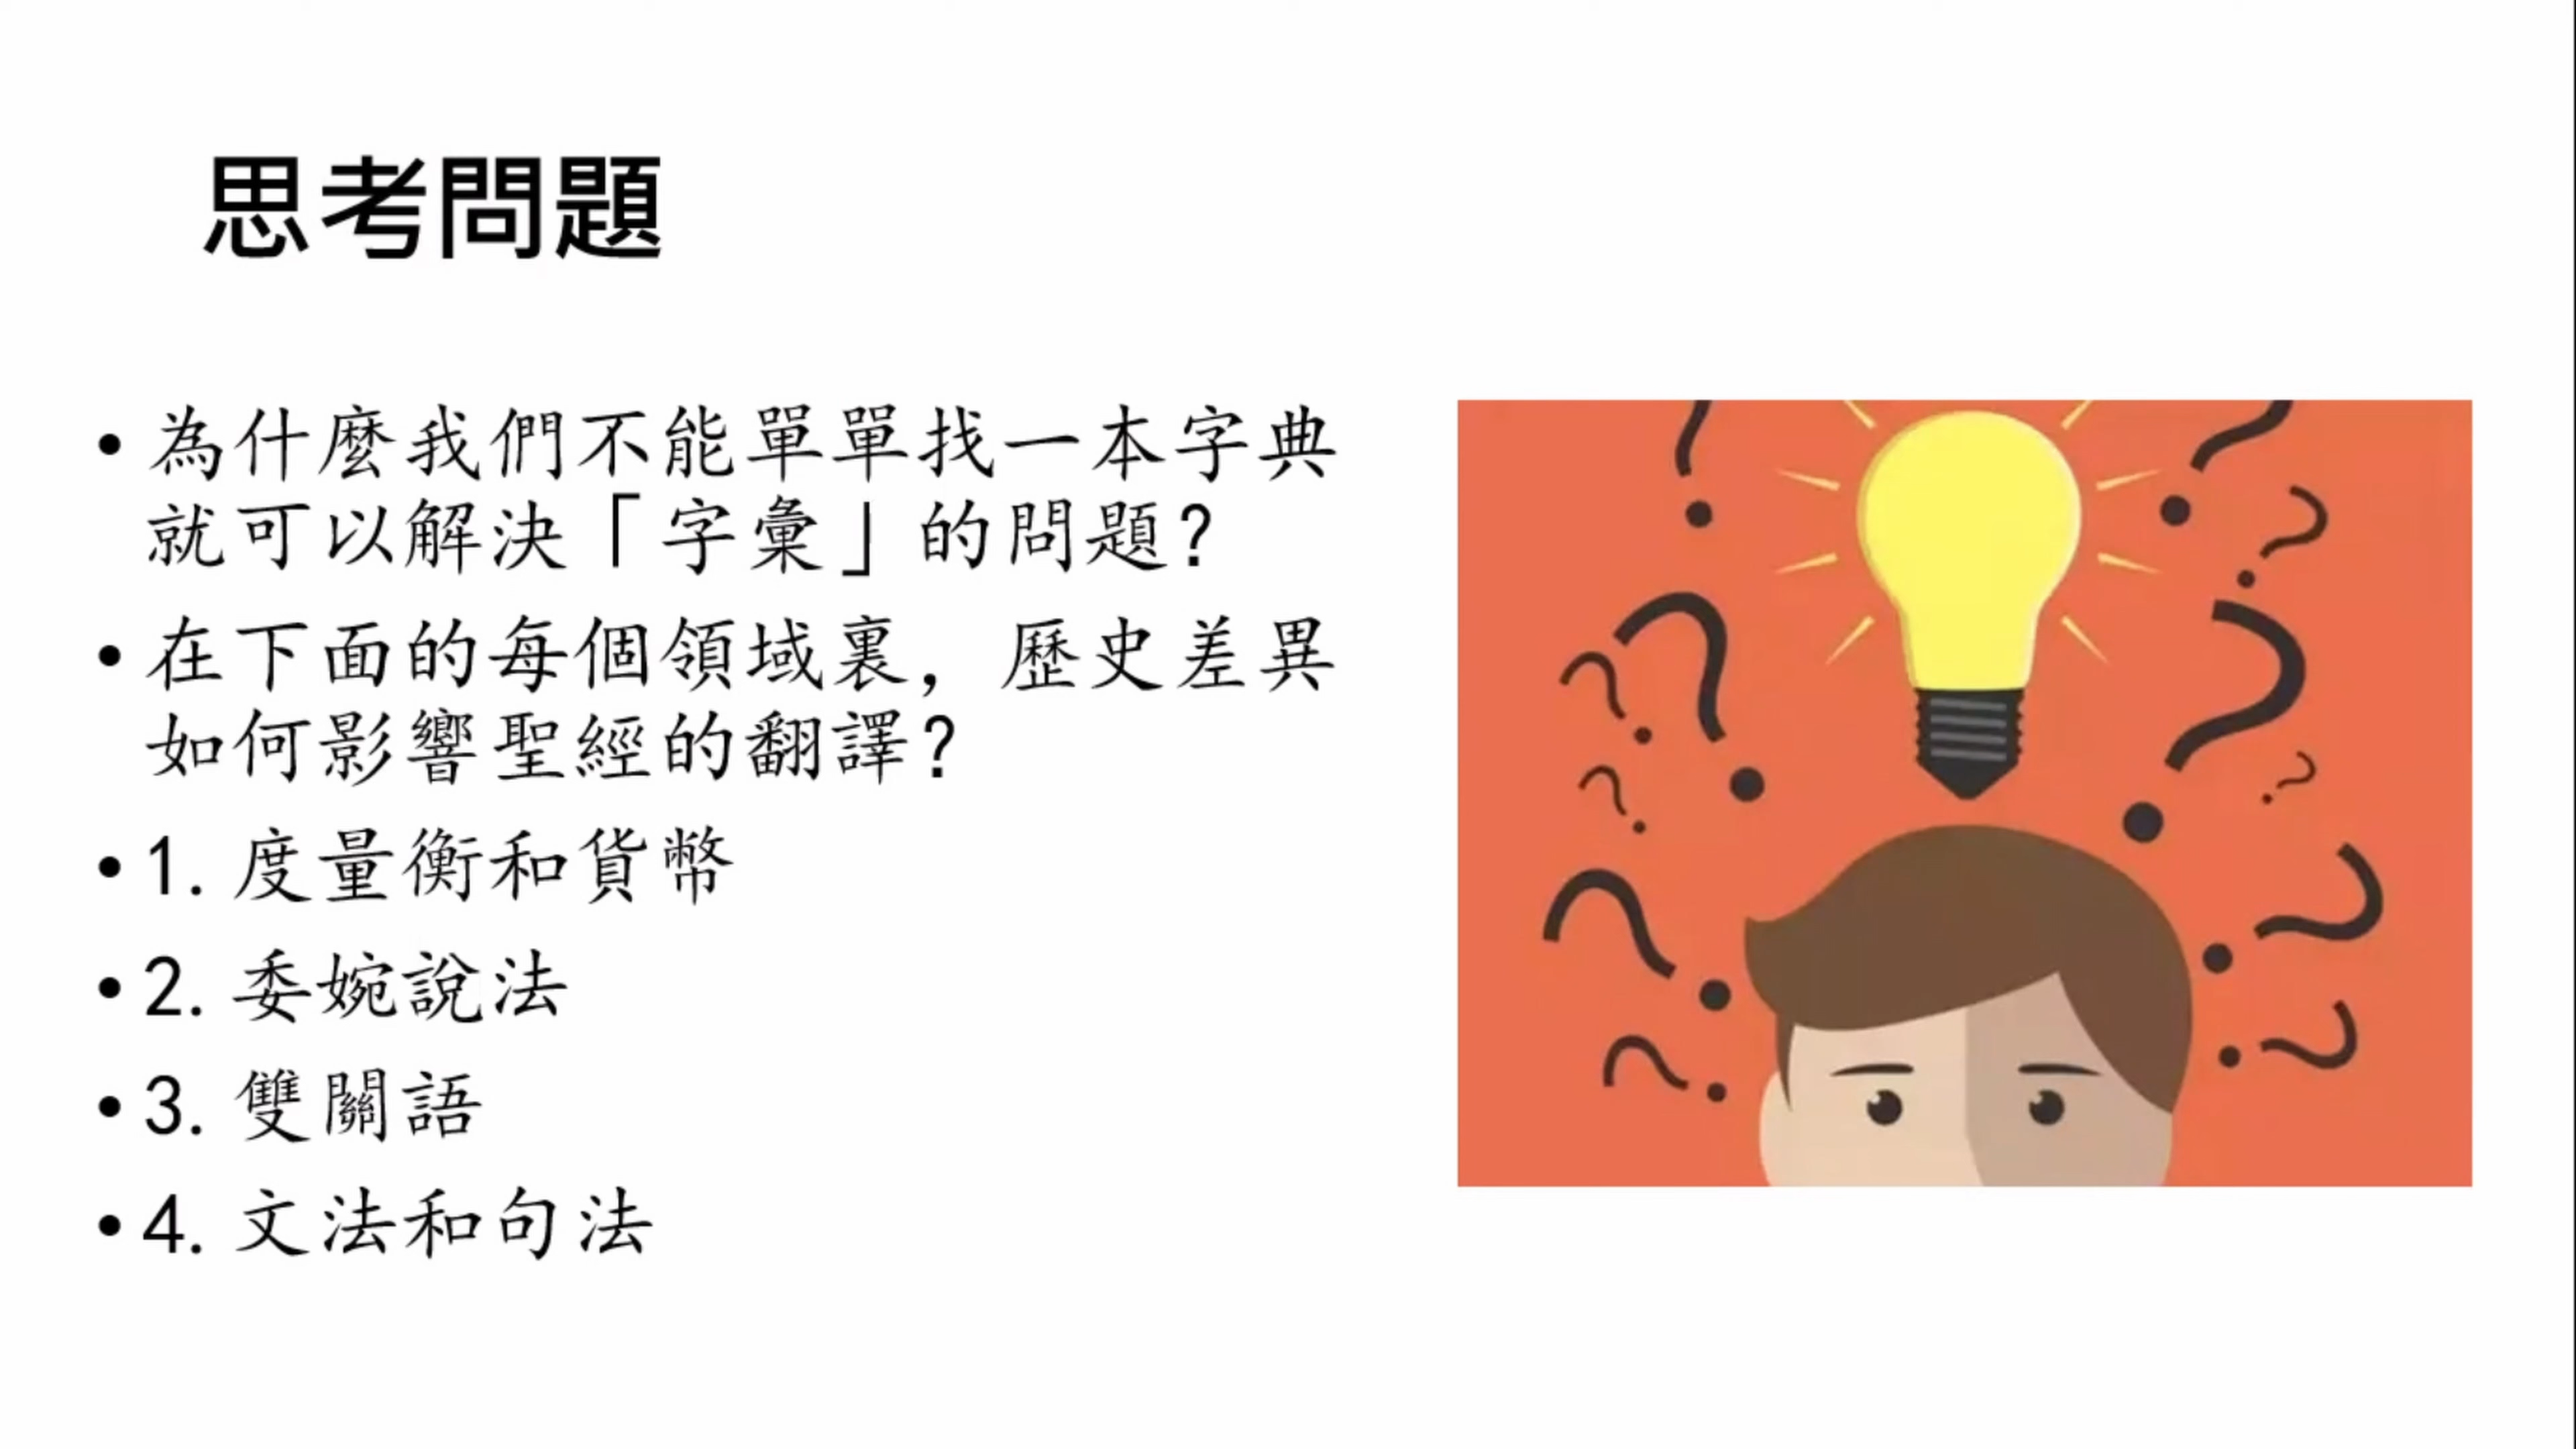 思考問題
• 為什麼我們不能單單找一本字典
就可以解決「字彙」的問題?
• 在下面的每個領域裏，歷史差異
如何影響聖經的翻譯?
• 1. 度量衡和貨幣
• 2. 委婉說法
• 3. 雙關語
• 4. 文法和句法